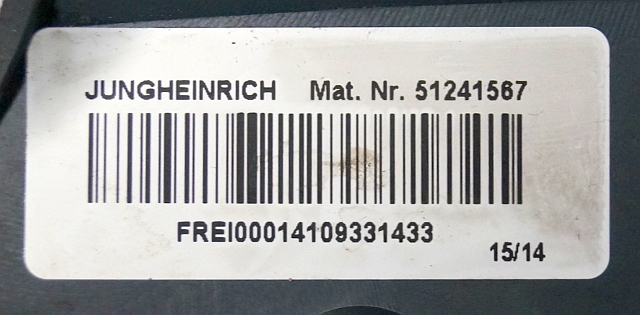 JUNGHEINRICH Mat. Nr. 51241567
FREI00014109331433
15/14